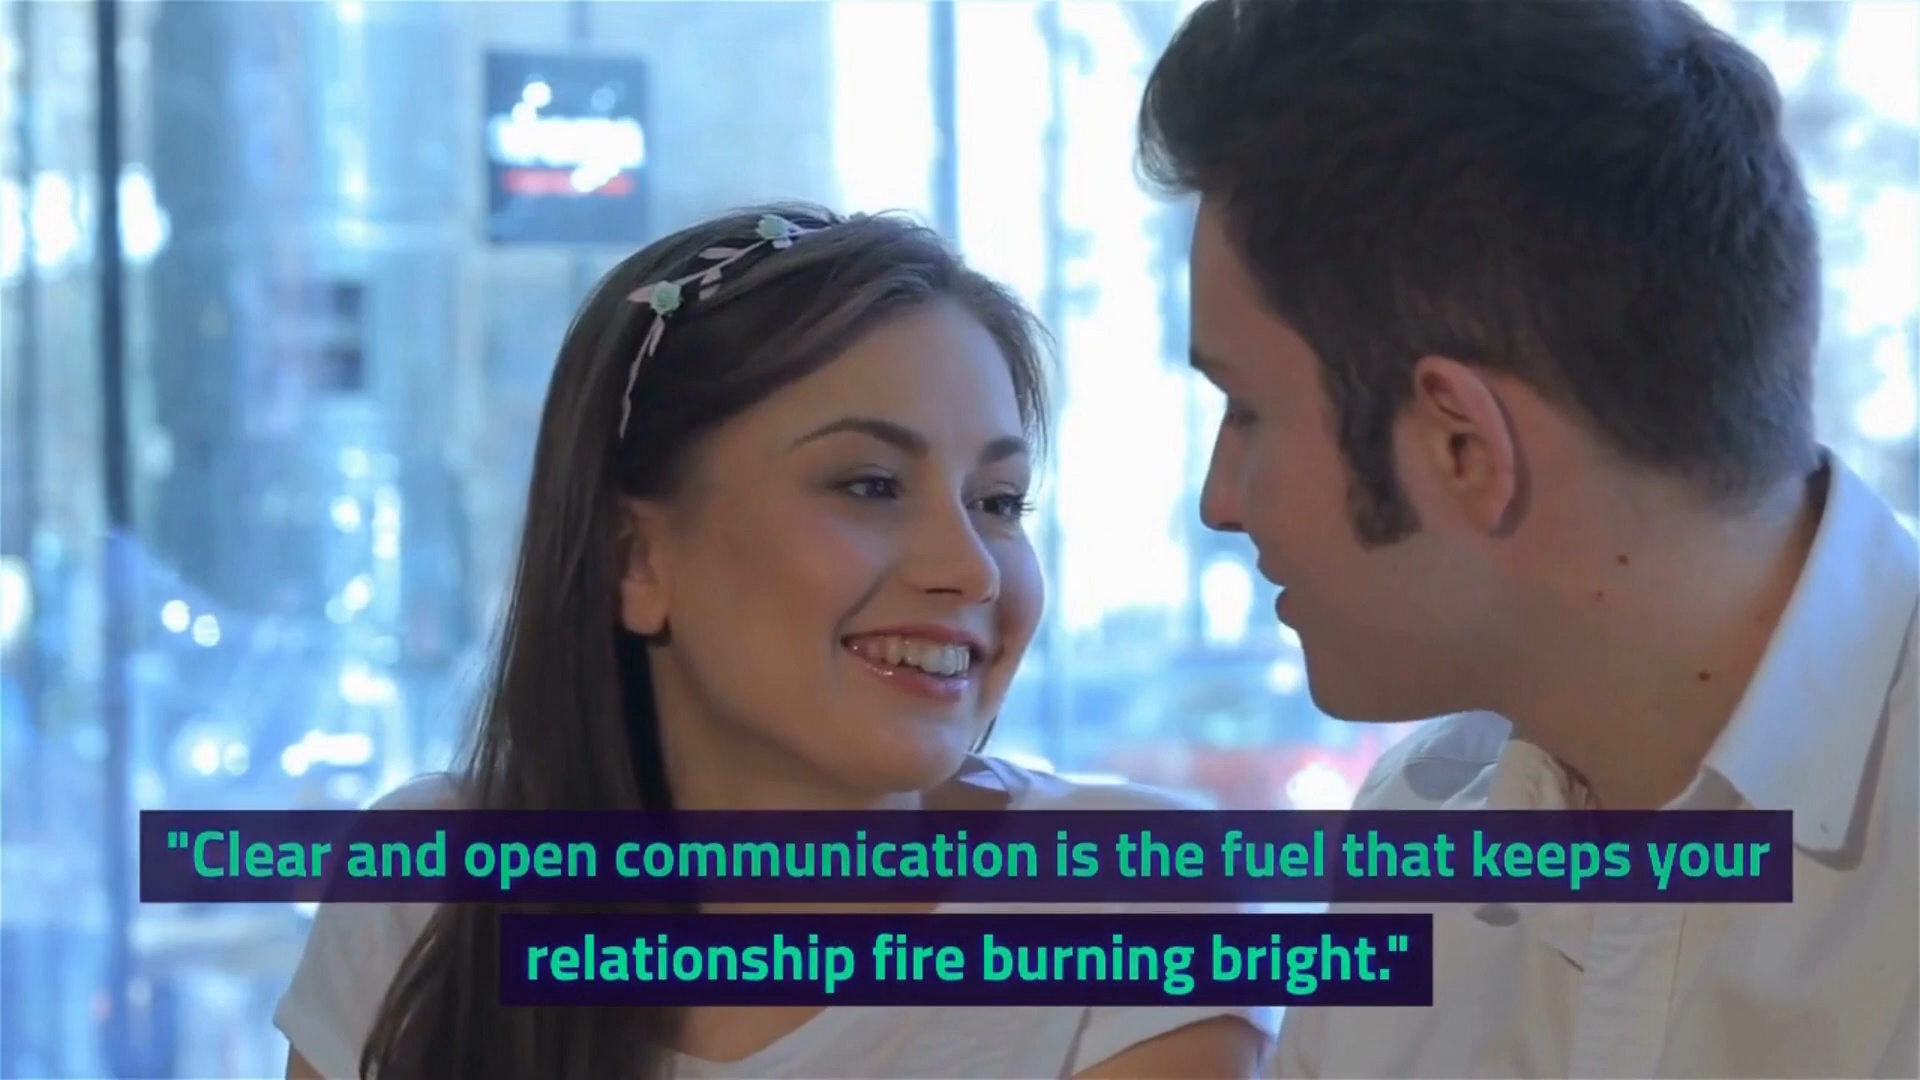 "Clear and open communication is the fuel that keeps your
relationship fire burning bright."